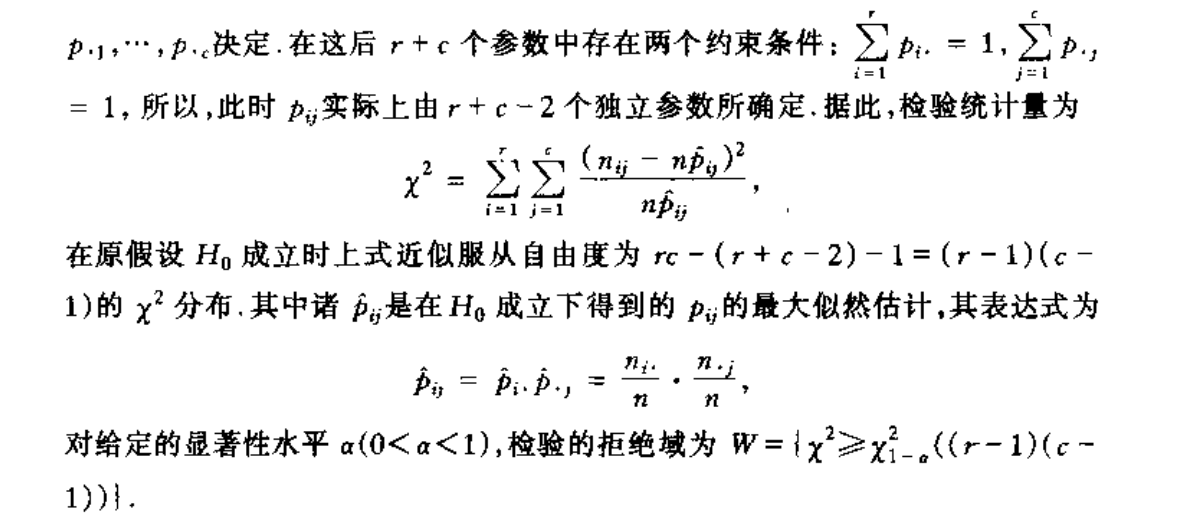 p·₁,⋯,p·c决定.在这后 r + c 个参数中存在两个约束条件: ∑ᵢ₌₁ʳ pᵢ. = 1, ∑ⱼ₌₁ᶜ p.ⱼ
= 1, 所以,此时 pᵢⱼ实际上由 r + c − 2 个独立参数所确定.据此,检验统计量为
χ² = ∑ᵢ₌₁ʳ ∑ⱼ₌₁ᶜ (nᵢⱼ − np̂ᵢⱼ)² / np̂ᵢⱼ,
在原假设 H₀ 成立时上式近似服从自由度为 rc − (r + c − 2) − 1 = (r − 1)(c −
1)的 χ² 分布.其中诸 p̂ᵢⱼ是在 H₀ 成立下得到的 pᵢⱼ的最大似然估计,其表达式为
p̂ᵢⱼ = p̂ᵢ.p̂.ⱼ = nᵢ./n · n.ⱼ/n,
对给定的显著性水平 α(0<α<1),检验的拒绝域为 W = {χ²≥χ²₁₋α((r − 1)(c −
1))}.